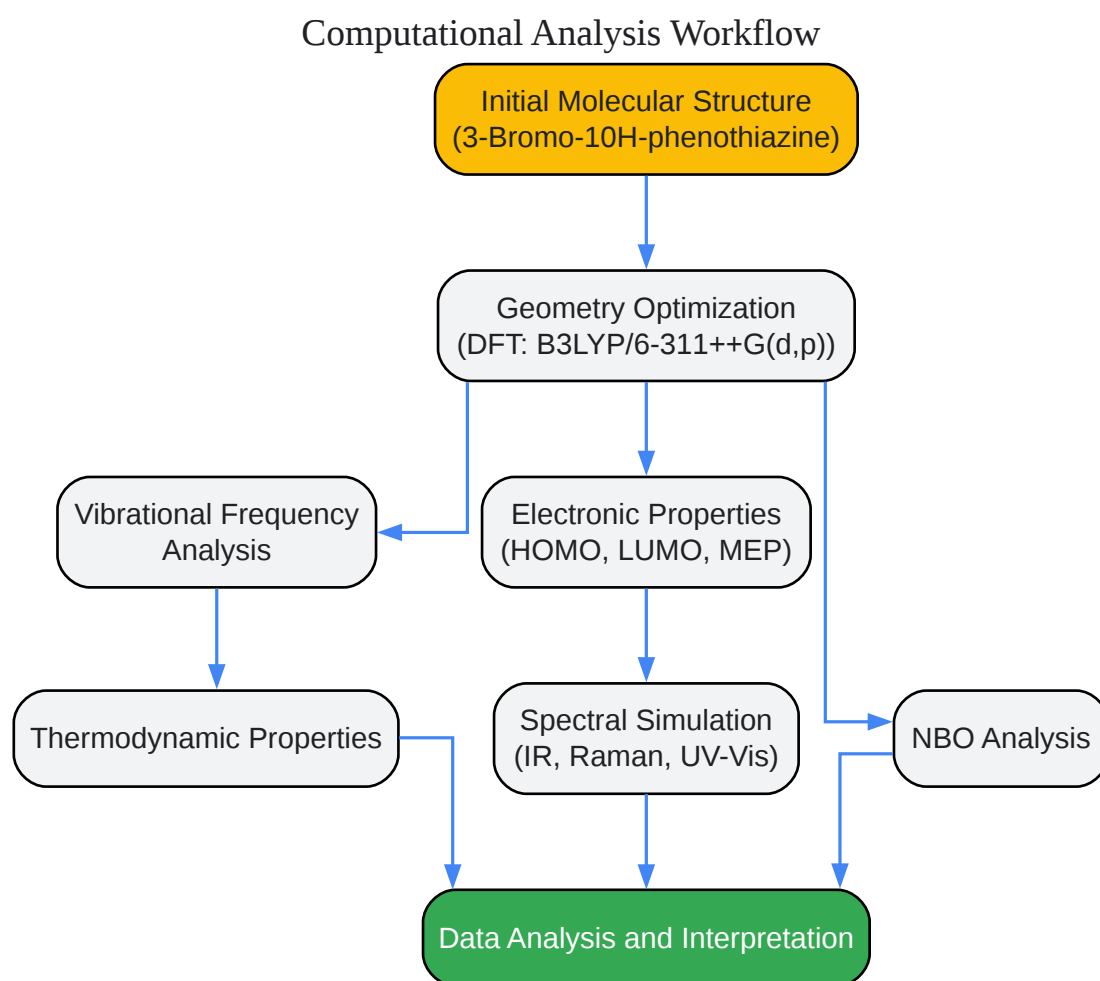 Computational Analysis Workflow
Initial Molecular Structure
(3-Bromo-10H-phenothiazine)
Geometry Optimization
(DFT: B3LYP/6-311++G(d,p))
Vibrational Frequency
Analysis
Electronic Properties
(HOMO, LUMO, MEP)
Thermodynamic Properties
Spectral Simulation
(IR, Raman, UV-Vis)
NBO Analysis
Data Analysis and Interpretation